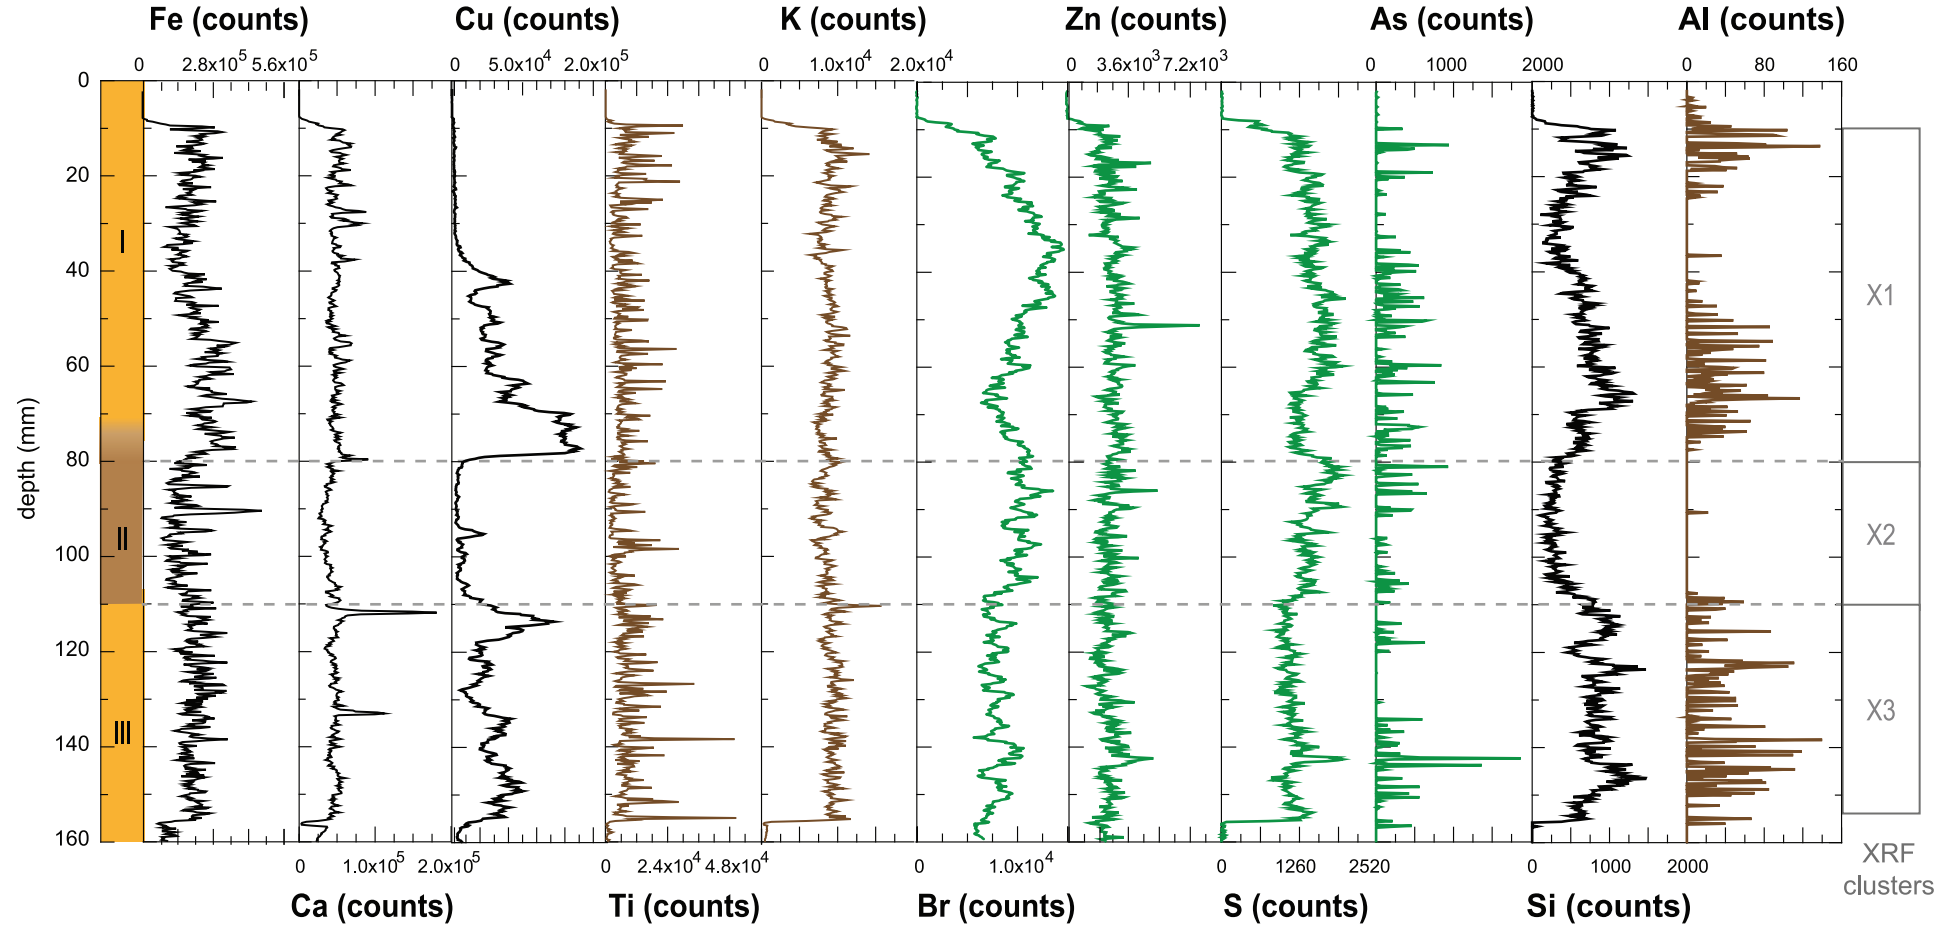 Fe (counts) Cu (counts) K (counts) Zn (counts) As (counts) Al (counts)
0 2.8x10⁵ 5.6x10⁵ 0 5.0x10⁴ 2.0x10⁵ 0 1.0x10⁴ 2.0x10⁴ 0 3.6x10³ 7.2x10³ 0 1000 2000 0 80 160
0
20
I
40
X1
60
80
depth (mm)
II
100
X2
120
III
X3
140
160
0 1.0x10⁵ 2.0x10⁵ 0 2.4x10⁴ 4.8x10⁴ 0 1.0x10⁴ 0 1260 2520 0 1000 2000
XRF
clusters
Ca (counts) Ti (counts) Br (counts) S (counts) Si (counts)